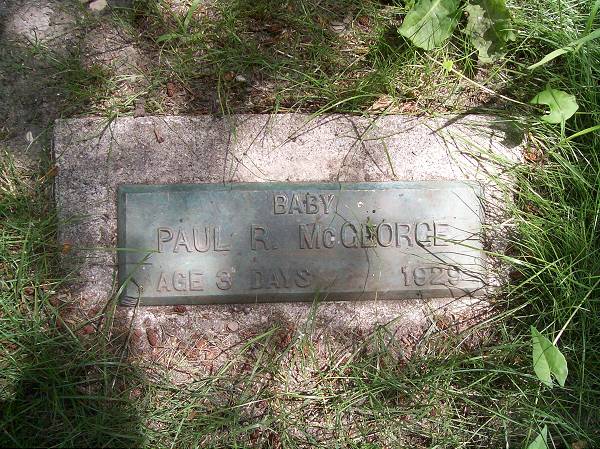 BABY
PAUL R. McGEORGE
AGE 3 DAYS 1929